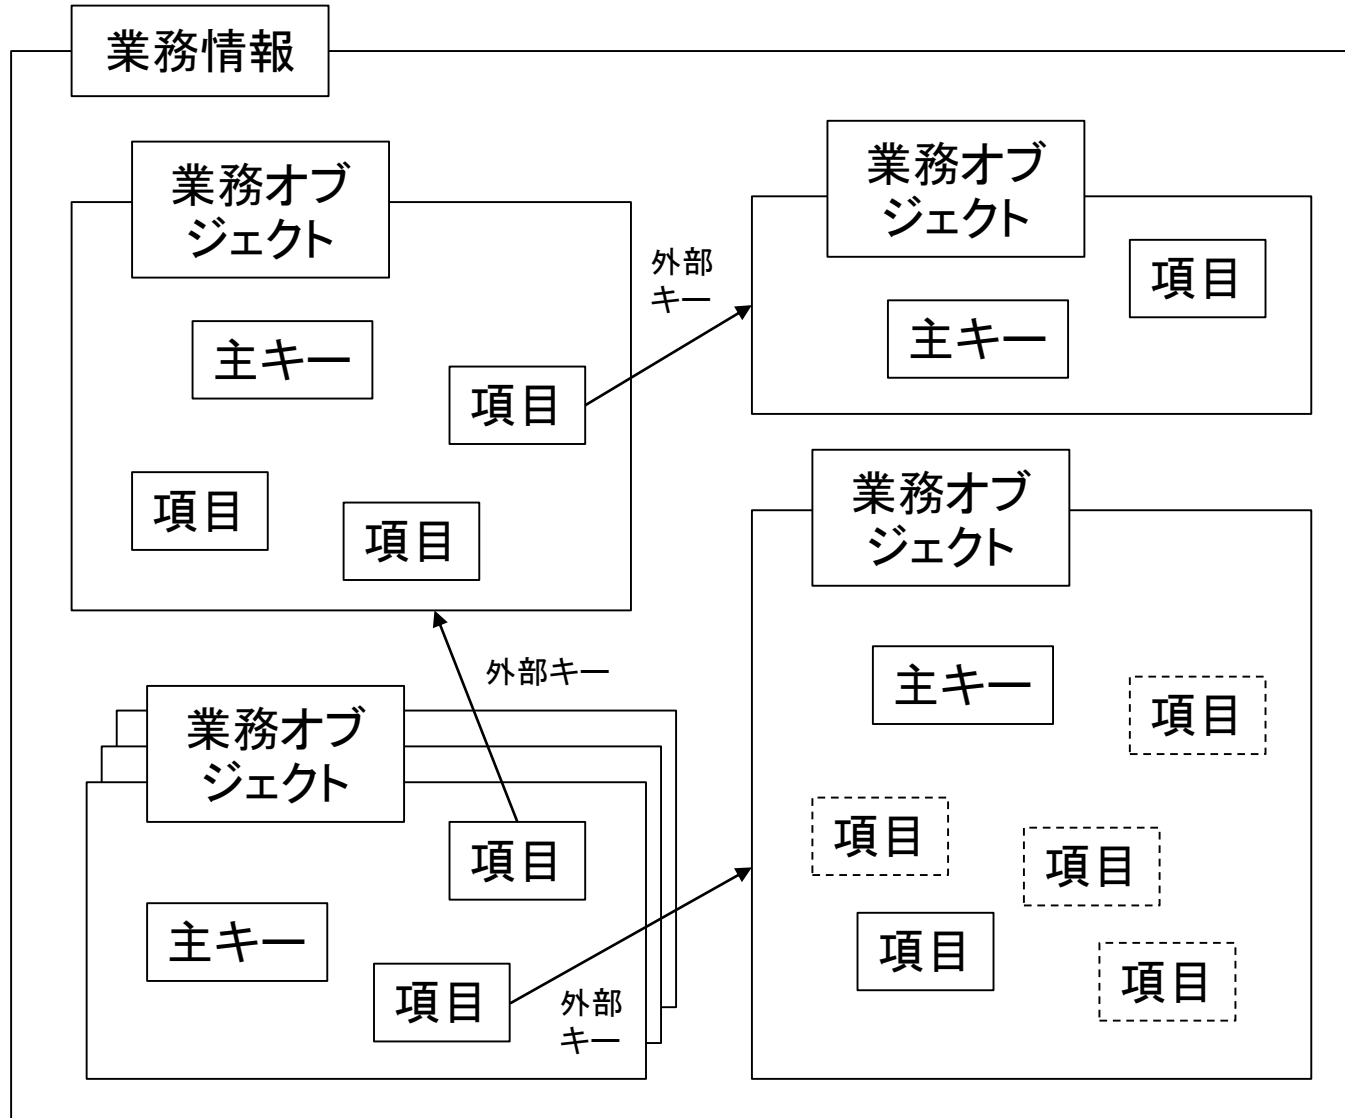 業務情報
業務オブ
ジェクト
主キー
項目
項目
項目
外部
キー
業務オブ
ジェクト
項目
主キー
外部キー
業務オブ
ジェクト
項目
主キー
項目
外部
キー
業務オブ
ジェクト
主キー
項目
項目
項目
項目
項目